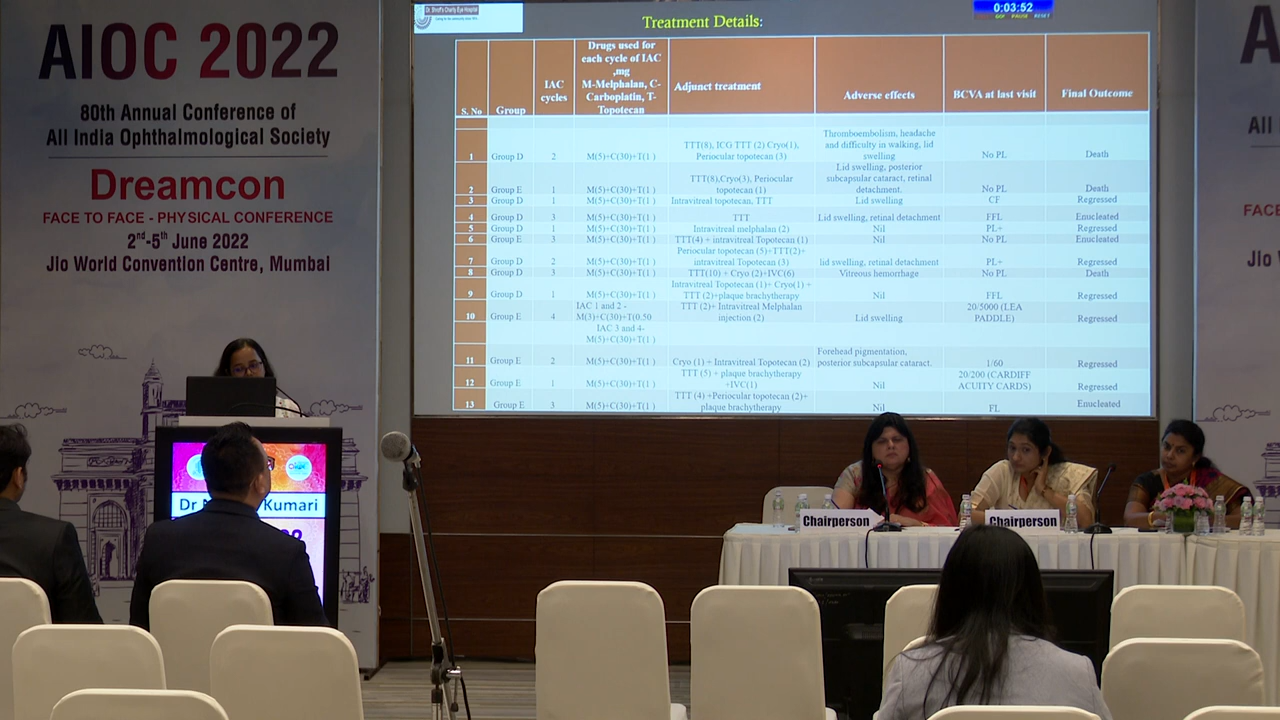 AIOC 2022
80th Annual Conference of
All India Ophthalmological Society
Dreamcon
FACE TO FACE - PHYSICAL CONFERENCE
2nd-5th June 2022
Jio World Convention Centre, Mumbai
Dr. Shroff's Charity Eye Hospital
0:03:52
Treatment Details:
S. No | Group | IAC cycles | Drugs used for each cycle of IAC ,mg M-Melphalan, C-Carboplatin, T-Topotecan | Adjunct treatment | Adverse effects | BCVA at last visit | Final Outcome
1 | Group D | 2 | M(5)+C(30)+T(1 ) | TTT(8), ICG TTT (2) Cryo(1), Periocular topotecan (3) | Thromboembolism, headache and difficulty in walking, lid swelling | No PL | Death
2 | Group E | 1 | M(5)+C(30)+T(1 ) | TTT(8),Cryo(3), Periocular topotecan (1) | Lid swelling, posterior subcapsular cataract, retinal detachment. | No PL | Death
3 | Group D | 1 | M(5)+C(30)+T(1 ) | Intravitreal topotecan, TTT | Lid swelling | CF | Regressed
4 | Group D | 3 | M(5)+C(30)+T(1 ) | TTT | Lid swelling, retinal detachment | FFL | Enucleated
5 | Group D | 1 | M(5)+C(30)+T(1 ) | Intravitreal melphalan (2) | Nil | PL+ | Regressed
6 | Group E | 3 | M(5)+C(30)+T(1 ) | TTT(4) + intravitreal Topotecan (1) | Nil | No PL | Enucleated
7 | Group D | 2 | M(5)+C(30)+T(1 ) | Periocular topotecan (5)+TTT(2)+ intravitreal Topotecan (3) | lid swelling, retinal detachment | PL+ | Regressed
8 | Group D | 3 | M(5)+C(30)+T(1 ) | TTT(10) + Cryo (2)+IVC(6) | Vitreous hemorrhage | No PL | Death
9 | Group D | 1 | M(5)+C(30)+T(1 ) | Intravitreal Topotecan (1)+ Cryo(1) + TTT (2)+plaque brachytherapy | Nil | FFL | Regressed
10 | Group E | 4 | IAC 1 and 2 - M(3)+C(30)+T(0.50 IAC 3 and 4- M(5)+C(30)+T(1 ) | TTT (2)+ Intravitreal Melphalan injection (2) | Lid swelling | 20/5000 (LEA PADDLE) | Regressed
11 | Group E | 2 | M(5)+C(30)+T(1 ) | Cryo (1) + Intravitreal Topotecan (2) | Forehead pigmentation, posterior subcapsular cataract. | 1/60 | Regressed
12 | Group E | 1 | M(5)+C(30)+T(1 ) | TTT (5) + plaque brachytherapy +IVC(1) | Nil | 20/200 (CARDIFF ACUITY CARDS) | Regressed
13 | Group E | 3 | M(5)+C(30)+T(1 ) | TTT (4) +Periocular topotecan (2)+ plaque brachytherapy | Nil | FL | Enucleated
Dr
Kumari
Chairperson
Chairperson
A
All
FACE
Jio